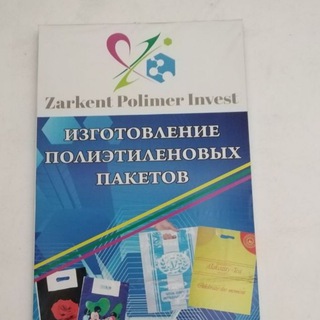 Zarkent Polimer Invest
ИЗГОТОВЛЕНИЕ
ПОЛИЭТИЛЕНОВЫХ
ПАКЕТОВ